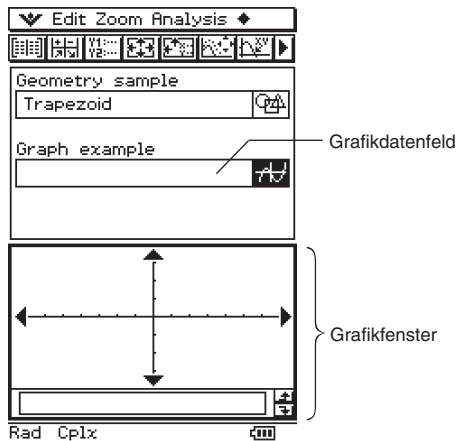 Edit Zoom Analysis
Geometry sample
Trapezoid
Grafikdatenfeld
Graph example
Grafikfenster
Rad Cplx